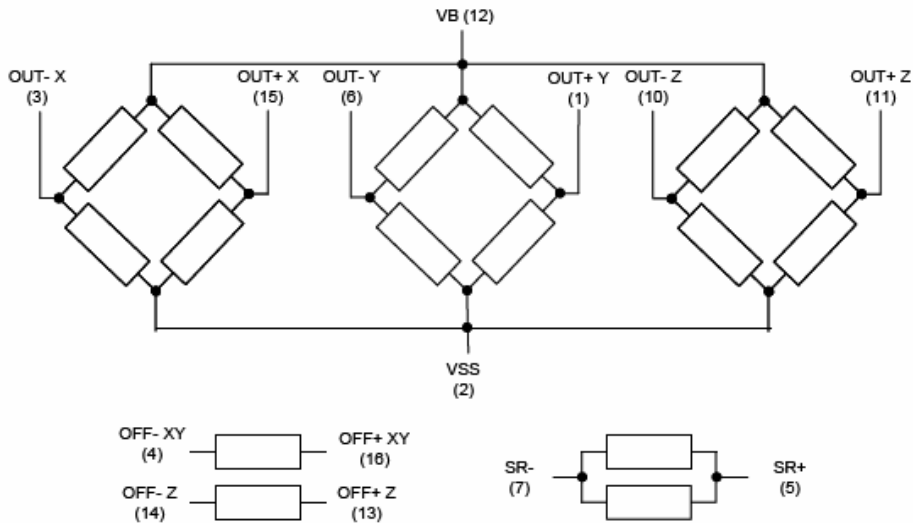 VB (12)
OUT- X
(3)
OUT+ X
(15)
OUT- Y
(6)
OUT+ Y
(1)
OUT- Z
(10)
OUT+ Z
(11)
VSS
(2)
OFF- XY
(4)
OFF+ XY
(16)
OFF- Z
(14)
OFF+ Z
(13)
SR-
(7)
SR+
(5)